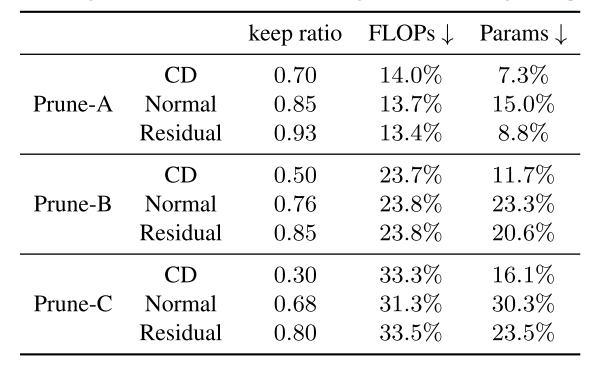 keep ratio FLOPs ↓ Params ↓
CD 0.70 14.0% 7.3%
Prune-A Normal 0.85 13.7% 15.0%
Residual 0.93 13.4% 8.8%
CD 0.50 23.7% 11.7%
Prune-B Normal 0.76 23.8% 23.3%
Residual 0.85 23.8% 20.6%
CD 0.30 33.3% 16.1%
Prune-C Normal 0.68 31.3% 30.3%
Residual 0.80 33.5% 23.5%